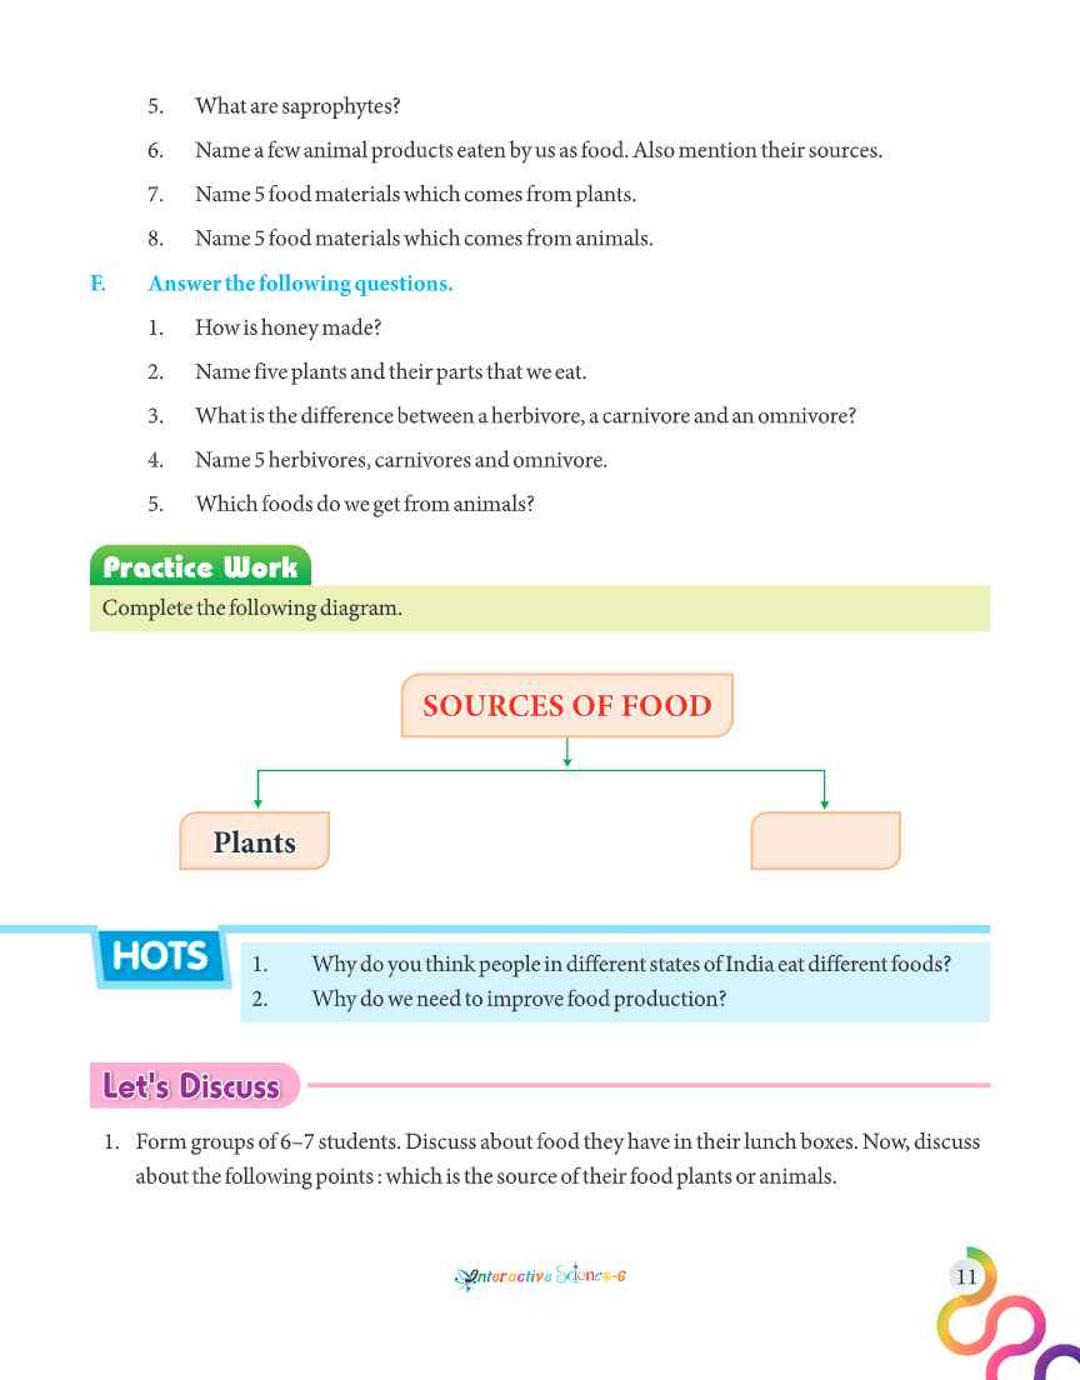 5. What are saprophytes?
6. Name a few animal products eaten by us as food. Also mention their sources.
7. Name 5 food materials which comes from plants.
8. Name 5 food materials which comes from animals.
F. Answer the following questions.
1. How is honey made?
2. Name five plants and their parts that we eat.
3. What is the difference between a herbivore, a carnivore and an omnivore?
4. Name 5 herbivores, carnivores and omnivore.
5. Which foods do we get from animals?
Practice Work
Complete the following diagram.
SOURCES OF FOOD
Plants
HOTS
1. Why do you think people in different states of India eat different foods?
2. Why do we need to improve food production?
Let's Discuss
1. Form groups of 6–7 students. Discuss about food they have in their lunch boxes. Now, discuss
about the following points : which is the source of their food plants or animals.
Interactive Science-6
11